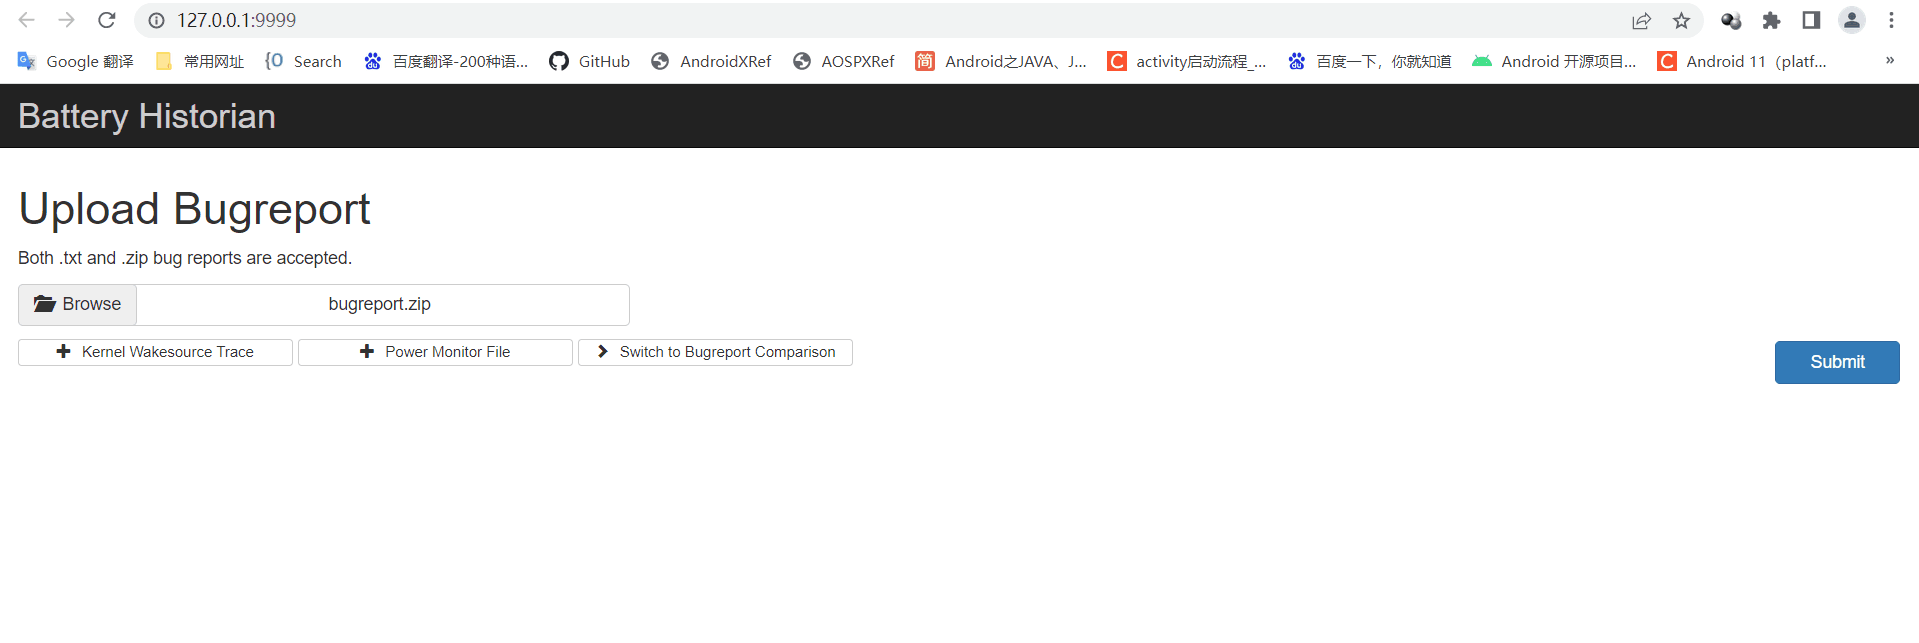 127.0.0.1:9999
Google 翻译 常用网址 {O Search 百度翻译-200种语... GitHub AndroidXRef AOSPXRef 简 Android之JAVA、J... C activity启动流程_... 百度一下，你就知道 Android 开源项目... C Android 11（platf... »
Battery Historian
Upload Bugreport
Both .txt and .zip bug reports are accepted.
Browse bugreport.zip
Kernel Wakesource Trace Power Monitor File Switch to Bugreport Comparison
Submit